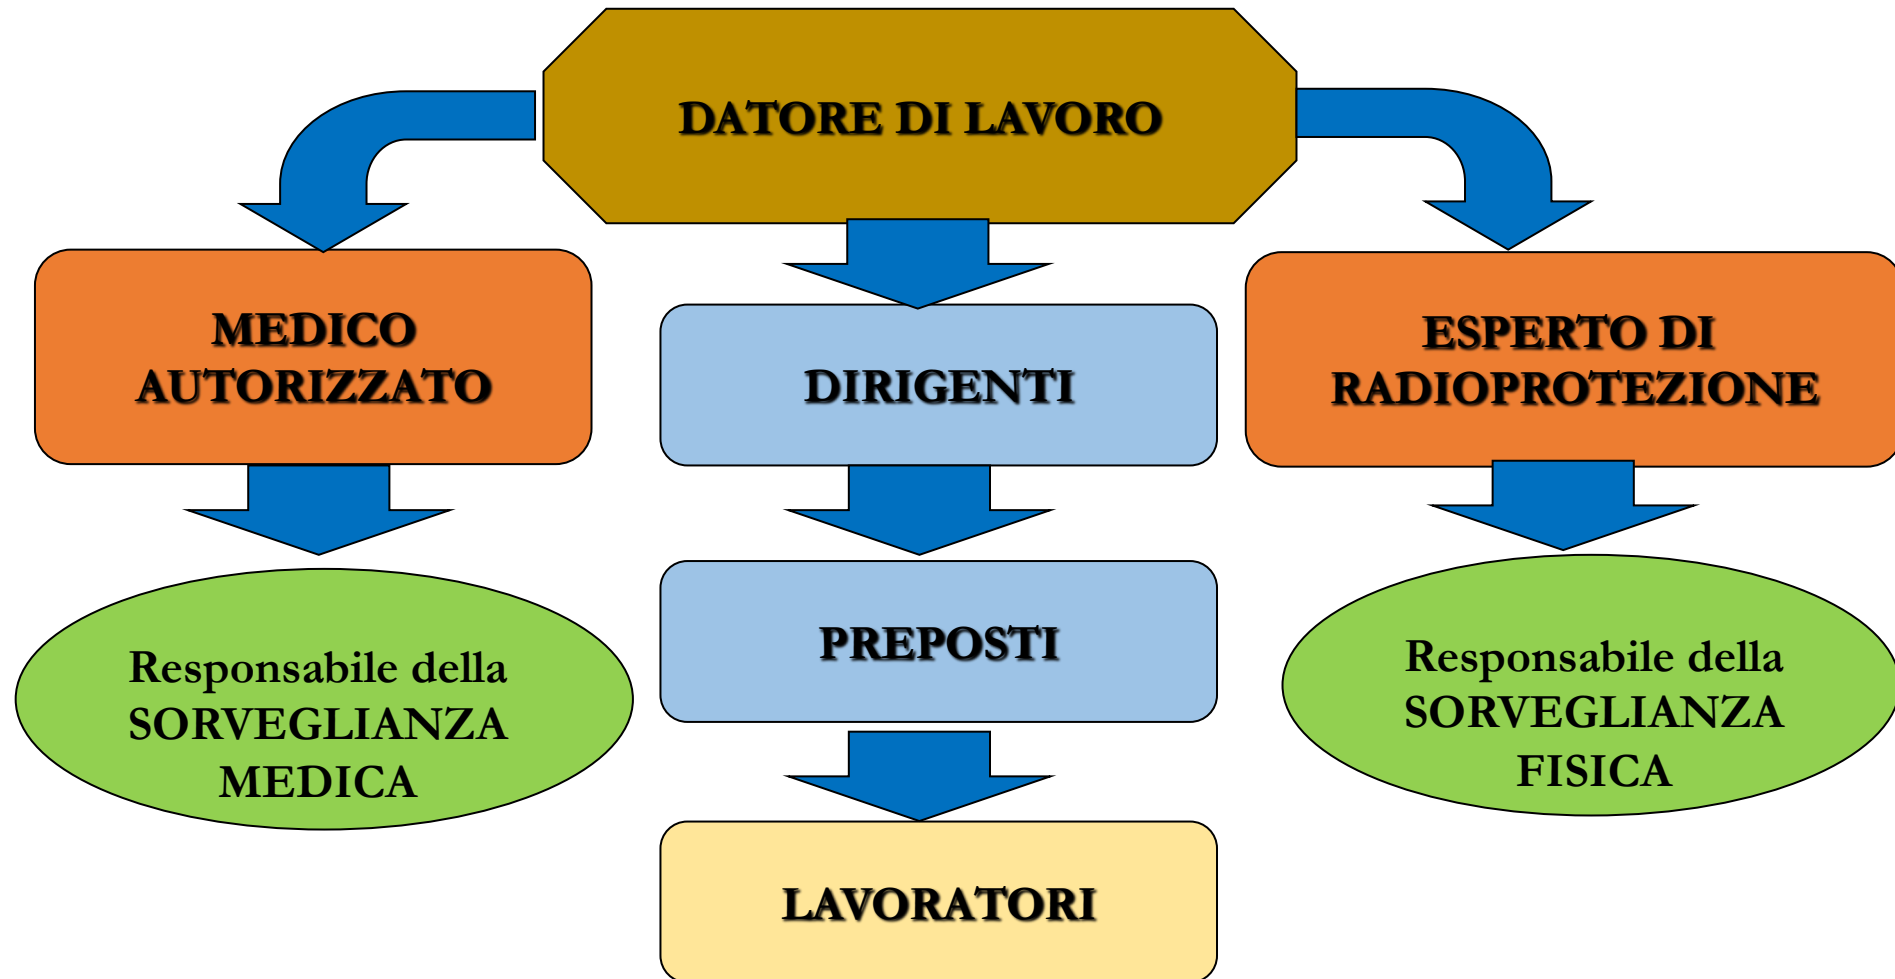 DATORE DI LAVORO
MEDICO
AUTORIZZATO
DIRIGENTI
ESPERTO DI
RADIOPROTEZIONE
Responsabile della
SORVEGLIANZA
MEDICA
PREPOSTI
Responsabile della
SORVEGLIANZA
FISICA
LAVORATORI